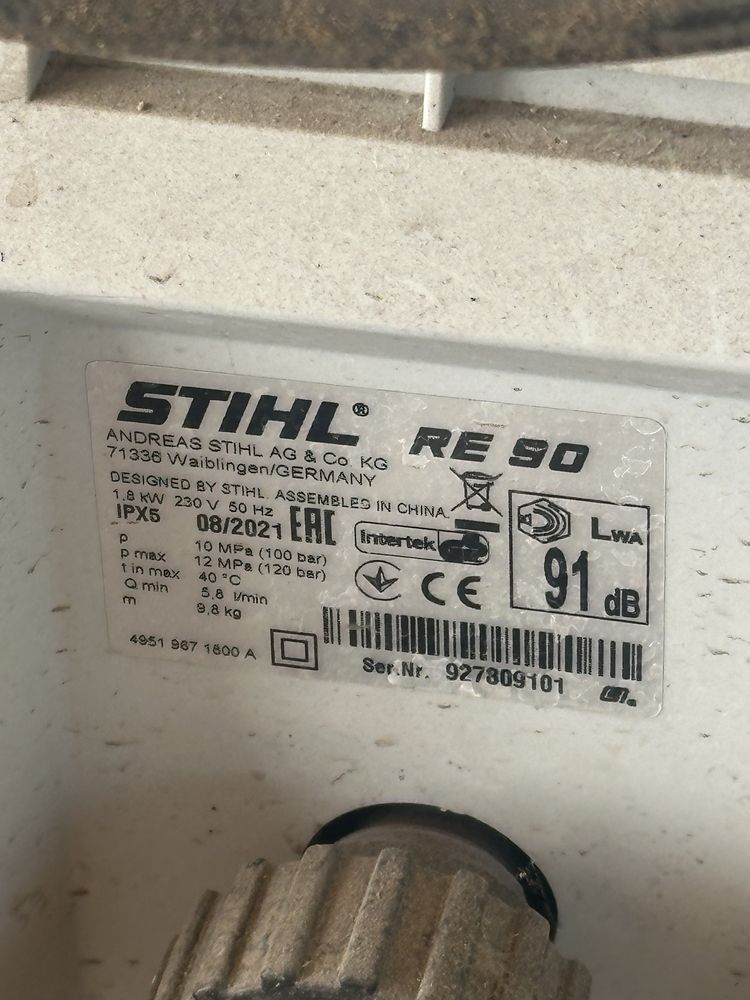 STIHL® RE 90
ANDREAS STIHL AG & Co. KG
71336 Waiblingen/GERMANY
DESIGNED BY STIHL. ASSEMBLED IN CHINA.
1,8 kW 230 V 50 Hz
IPX5 08/2021 EAC
p 10 MPa (100 bar)
p max 12 MPa (120 bar)
t in max 40 °C
Q min 5,8 l/min
m 9,8 kg
Intertek GS
CE
LWA
91 dB
4951 967 1800 A
Ser.Nr. 927809101